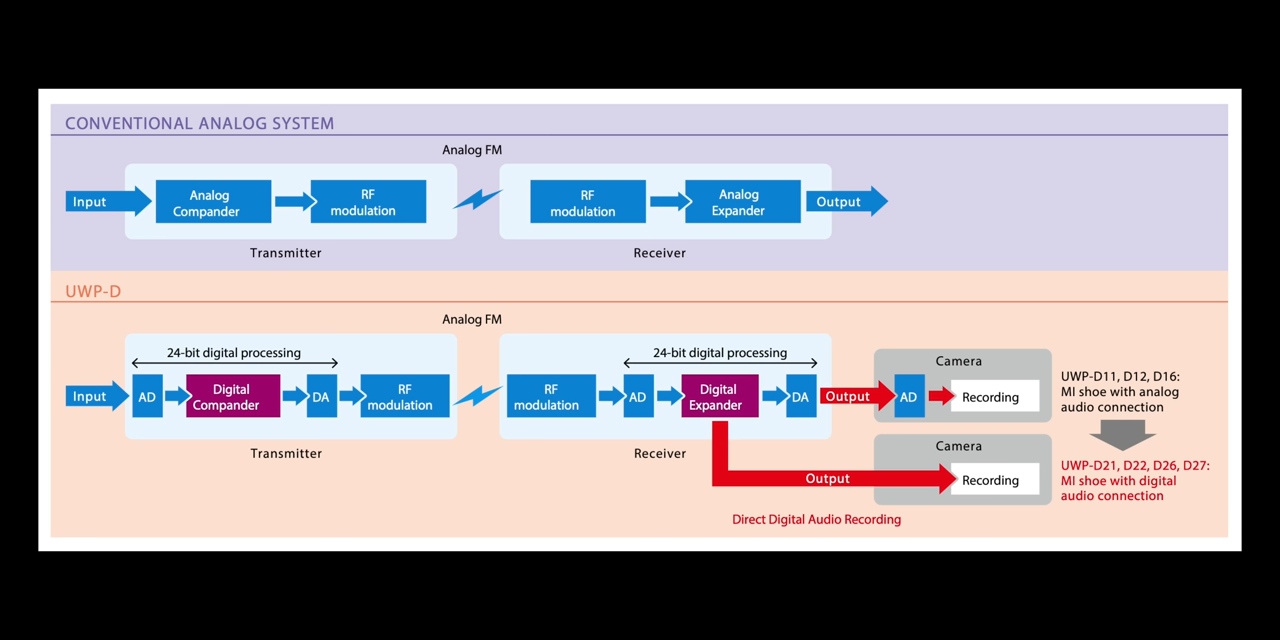 CONVENTIONAL ANALOG SYSTEM
Analog FM
Input
Analog
Compander
RF
modulation
RF
modulation
Analog
Expander
Output
Transmitter
Receiver
UWP-D
Analog FM
24-bit digital processing
24-bit digital processing
Input
AD
Digital
Compander
DA
RF
modulation
RF
modulation
AD
Digital
Expander
DA
Output
Camera
AD
Recording
UWP-D11, D12, D16:
MI shoe with analog
audio connection
Transmitter
Receiver
Output
Camera
Recording
UWP-D21, D22, D26, D27:
MI shoe with digital
audio connection
Direct Digital Audio Recording